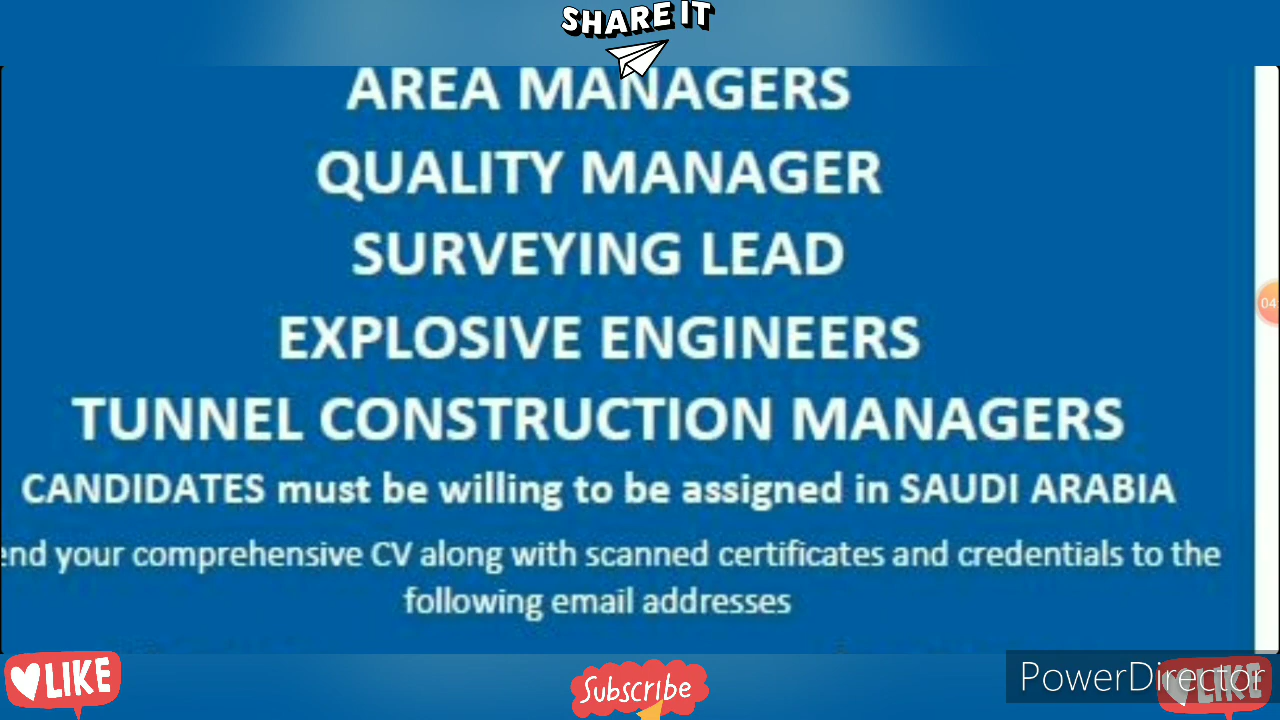 SHARE IT
AREA MANAGERS
QUALITY MANAGER
SURVEYING LEAD
EXPLOSIVE ENGINEERS
TUNNEL CONSTRUCTION MANAGERS
CANDIDATES must be willing to be assigned in SAUDI ARABIA
end your comprehensive CV along with scanned certificates and credentials to the
following email addresses
04
LIKE
Subscribe
PowerDirector
LIKE